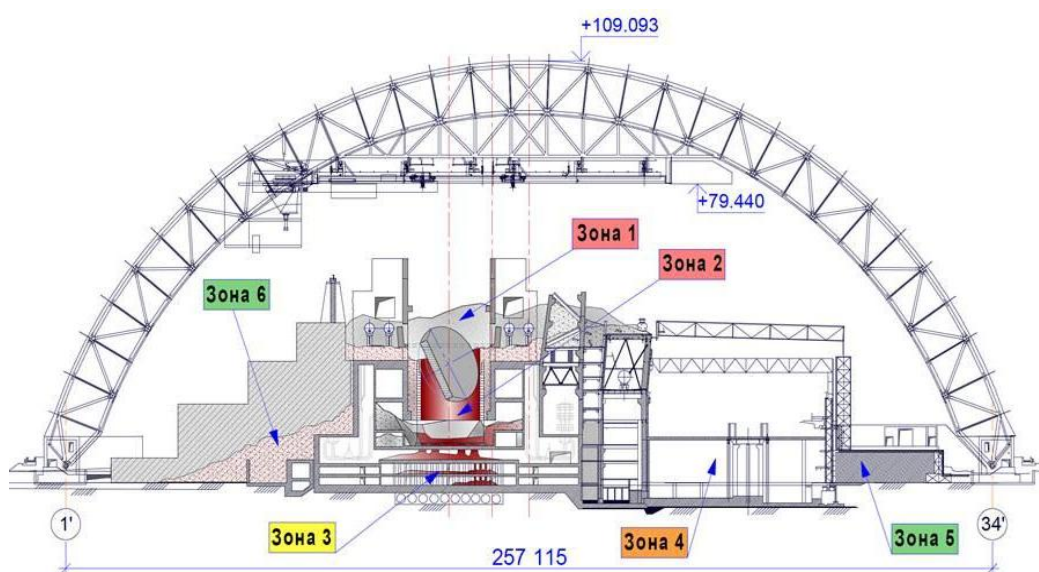 +109.093
+79.440
Зона 1
Зона 2
Зона 6
Зона 3
Зона 4
Зона 5
1'
34'
257 115